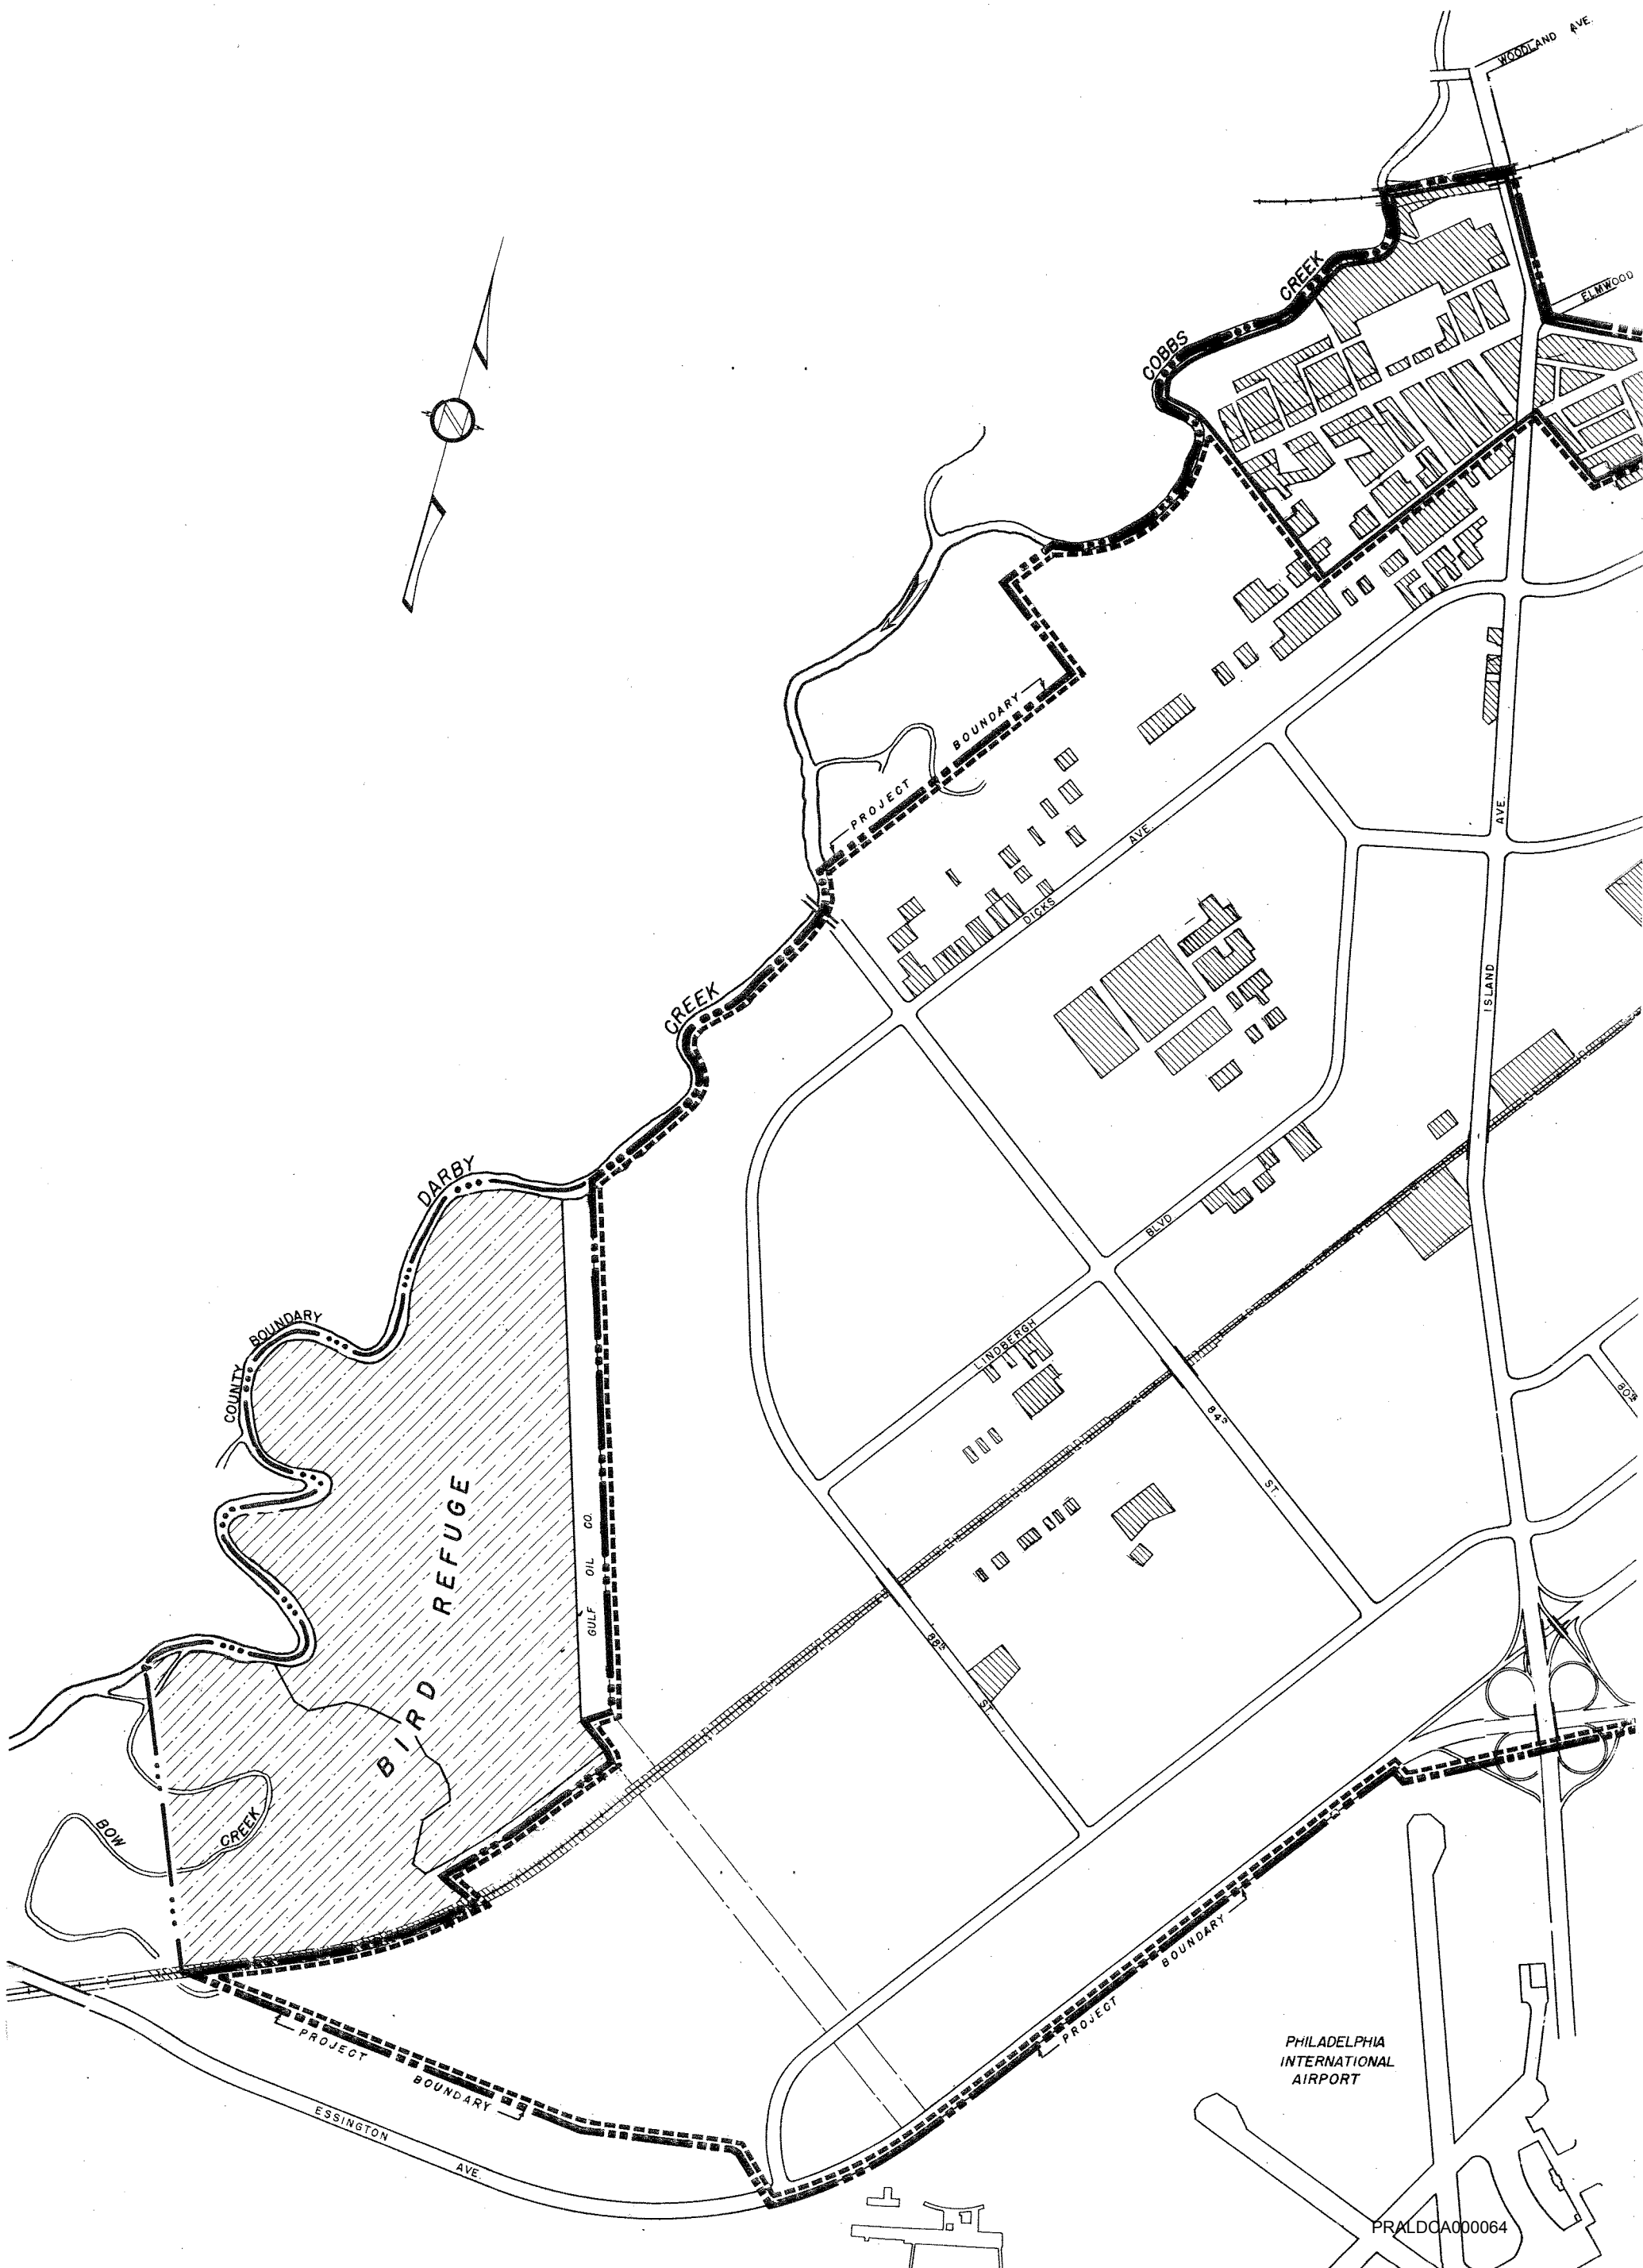 WOODLAND AVE.
ELMWOOD
COBBS CREEK
PROJECT BOUNDARY
AVE.
DICKS AVE.
ISLAND
DARBY CREEK
COUNTY BOUNDARY
LINDBERGH BLVD
84th ST.
80th
GULF OIL CO.
BIRD REFUGE
88th ST.
BOW CREEK
PROJECT BOUNDARY
PROJECT BOUNDARY
ESSINGTON AVE.
PHILADELPHIA
INTERNATIONAL
AIRPORT
PRALDCA000064